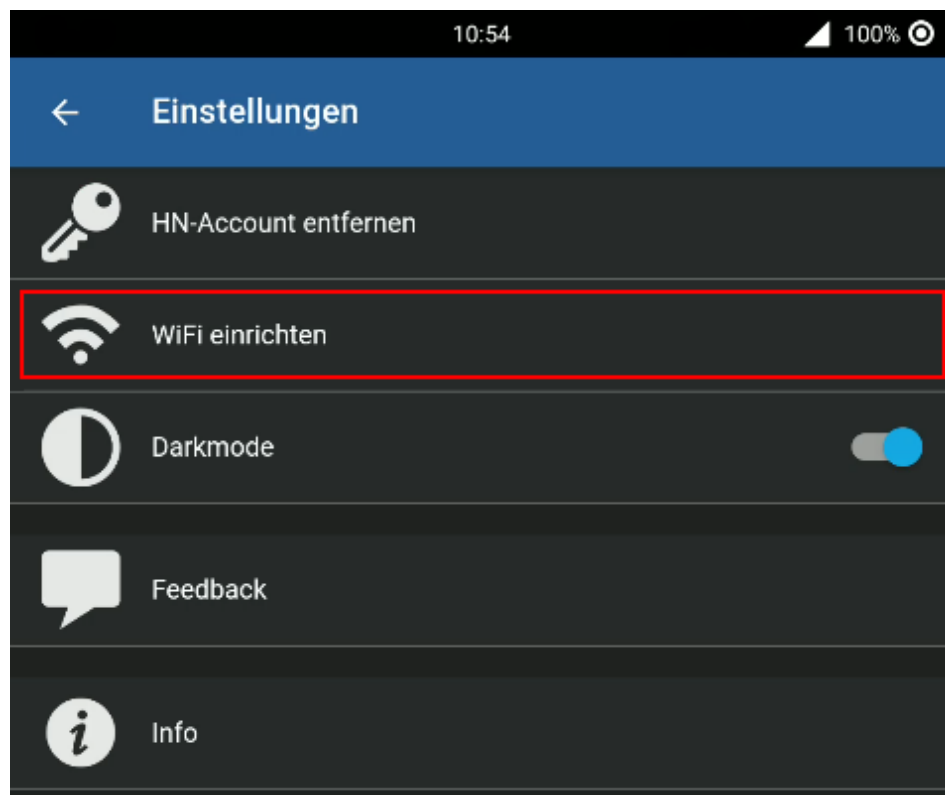 10:54
100%
Einstellungen
HN-Account entfernen
WiFi einrichten
Darkmode
Feedback
Info